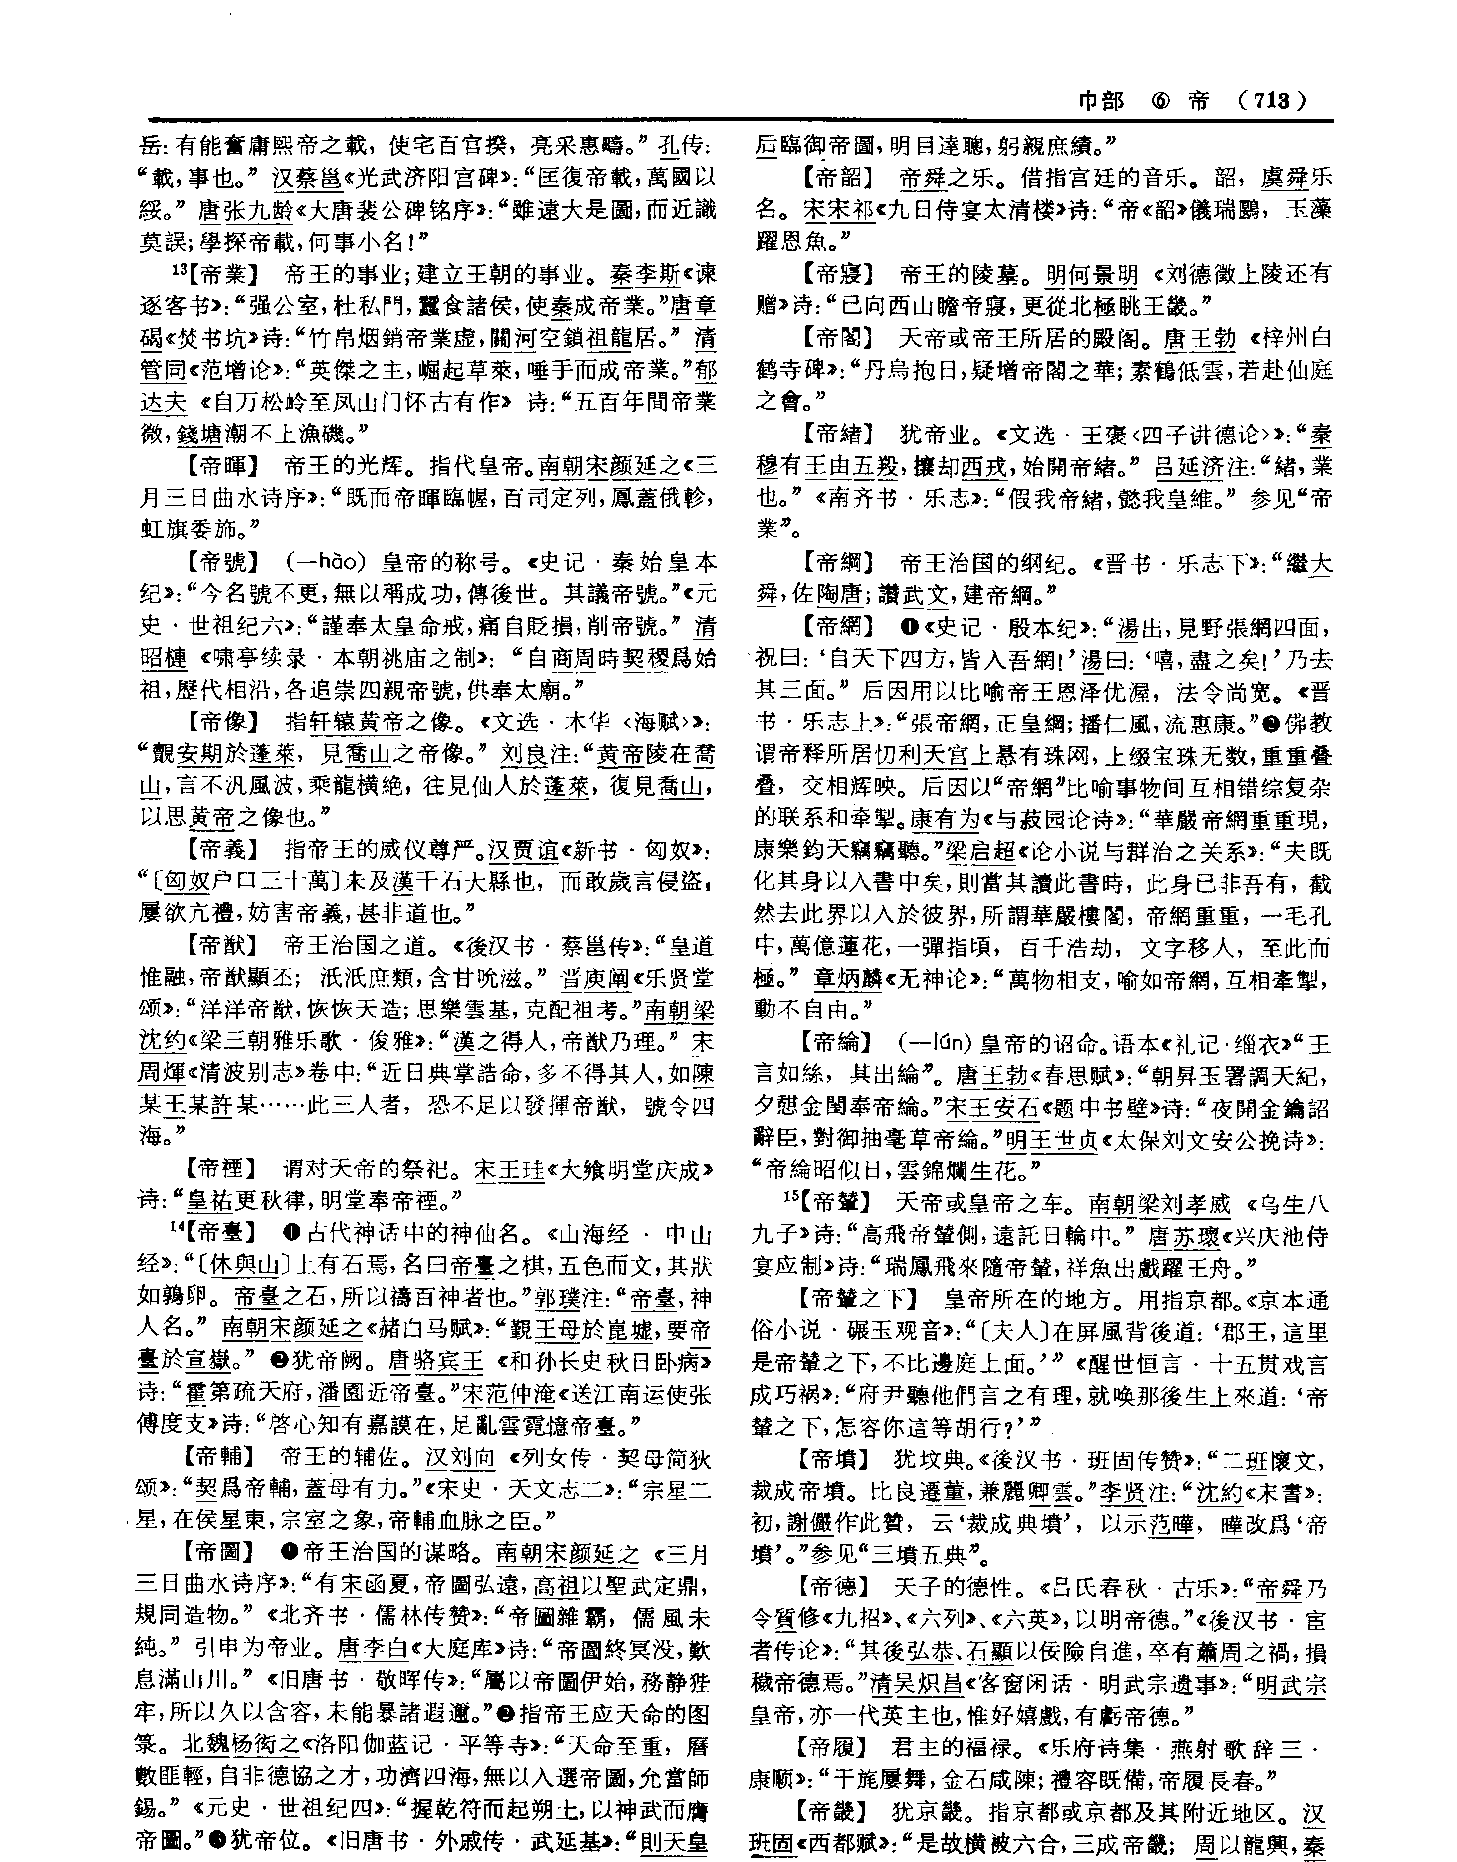 巾部 ⑥ 帝 （713）
岳：有能奮庸熙帝之載，使宅百官揆，亮采惠疇。”孔传：
“載，事也。”汉蔡邕《光武济阳宫碑》：“匡復帝載，萬國以
綏。”唐张九龄《大唐裴公碑铭序》：“雖遠大是圖，而近識
莫誤；學探帝載，何事小名！”
13【帝業】 帝王的事业；建立王朝的事业。秦李斯《谏
逐客书》：“强公室，杜私門，蠶食諸侯，使秦成帝業。”唐章
碣《焚书坑》诗：“竹帛烟銷帝業虚，關河空鎖祖龍居。”清
管同《范增论》：“英傑之主，崛起草萊，唾手而成帝業。”郁
达夫《自万松岭至凤山门怀古有作》诗：“五百年間帝業
微，錢塘潮不上漁磯。”
【帝暉】 帝王的光辉。指代皇帝。南朝宋颜延之《三
月三日曲水诗序》：“既而帝暉臨幄，百司定列，鳳蓋俄軫，
虹旗委旆。”
【帝號】 （—hào）皇帝的称号。《史记·秦始皇本
纪》：“今名號不更，無以稱成功，傳後世。其議帝號。”《元
史·世祖纪六》：“謹奉太皇命戒，痛自貶損，削帝號。”清
昭槤《啸亭续录·本朝祧庙之制》：“自商周時契稷爲始
祖，歷代相沿，各追崇四親帝號，供奉太廟。”
【帝像】 指轩辕黄帝之像。《文选·木华〈海赋〉》：
“覿安期於蓬萊，見喬山之帝像。”刘良注：“黄帝陵在喬
山，言不汎風波，乘龍横絶，往見仙人於蓬萊，復見喬山，
以思黄帝之像也。”
【帝義】 指帝王的威仪尊严。汉贾谊《新书·匈奴》：
“〔匈奴户口三十萬〕未及漢千石大縣也，而敢歲言侵盜，
屢欲亢禮，妨害帝義，甚非道也。”
【帝猷】 帝王治国之道。《後汉书·蔡邕传》：“皇道
惟融，帝猷顯丕；汦汦庶類，含甘吮滋。”晋庾阐《乐贤堂
颂》：“洋洋帝猷，恢恢天造；思樂雲基，克配祖考。”南朝梁
沈约《梁三朝雅乐歌·俊雅》：“漢之得人，帝猷乃理。”宋
周煇《清波别志》卷中：“近日典掌誥命，多不得其人，如陳
某王某許某……此三人者，恐不足以發揮帝猷，號令四
海。”
【帝禋】 谓对天帝的祭祀。宋王珪《大飨明堂庆成》
诗：“皇祐更秋律，明堂奉帝禋。”
14【帝臺】 ❶古代神话中的神仙名。《山海经·中山
经》：“〔休與山〕上有石焉，名曰帝臺之棋，五色而文，其狀
如鶉卵。帝臺之石，所以禱百神者也。”郭璞注：“帝臺，神
人名。”南朝宋颜延之《赭白马赋》：“覲王母於崑墟，要帝
臺於宣嶽。”❷犹帝阙。唐骆宾王《和孙长史秋日卧病》
诗：“霍第疏天府，潘園近帝臺。”宋范仲淹《送江南运使张
傅度支》诗：“啓心知有嘉謨在，足亂雲霓憶帝臺。”
【帝輔】 帝王的辅佐。汉刘向《列女传·契母简狄
颂》：“契爲帝輔，蓋母有力。”《宋史·天文志二》：“宗星二
星，在侯星東，宗室之象，帝輔血脉之臣。”
【帝圖】 ❶帝王治国的谋略。南朝宋颜延之《三月
三日曲水诗序》：“有宋函夏，帝圖弘遠，高祖以聖武定鼎，
規同造物。”《北齐书·儒林传赞》：“帝圖雜霸，儒風未
純。”引申为帝业。唐李白《大庭库》诗：“帝圖終冥没，歎
息滿山川。”《旧唐书·敬晖传》：“屬以帝圖伊始，務静狴
牢，所以久以含容，未能暴諸遐邇。”❷指帝王应天命的图
箓。北魏杨衒之《洛阳伽蓝记·平等寺》：“天命至重，曆
數匪輕，自非德協之才，功濟四海，無以入選帝圖，允當師
錫。”《元史·世祖纪四》：“握乾符而起朔土，以神武而膺
帝圖。”❸犹帝位。《旧唐书·外戚传·武延基》：“則天皇
后臨御帝圖，明目達聰，躬親庶績。”
【帝韶】 帝舜之乐。借指宫廷的音乐。韶，虞舜乐
名。宋宋祁《九日侍宴太清楼》诗：“帝《韶》儀瑞鷗，玉藻
躍恩魚。”
【帝寢】 帝王的陵墓。明何景明《刘德徵上陵还有
赠》诗：“已向西山瞻帝寢，更從北極眺王畿。”
【帝閣】 天帝或帝王所居的殿阁。唐王勃《梓州白
鹤寺碑》：“丹烏抱日，疑增帝閣之華；素鶴低雲，若赴仙庭
之會。”
【帝緒】 犹帝业。《文选·王褒〈四子讲德论〉》：“秦
穆有王由五羖，攘却西戎，始開帝緒。”吕延济注：“緒，業
也。”《南齐书·乐志》：“假我帝緒，懿我皇維。”参见“帝
業”。
【帝綱】 帝王治国的纲纪。《晋书·乐志下》：“繼大
舜，佐陶唐；讚武文，建帝綱。”
【帝網】 ❶《史记·殷本纪》：“湯出，見野張網四面，
祝曰：‘自天下四方，皆入吾網！’湯曰：‘嘻，盡之矣！’乃去
其三面。”后因用以比喻帝王恩泽优渥，法令尚宽。《晋
书·乐志上》：“張帝網，正皇綱；播仁風，流惠康。”❷佛教
谓帝释所居忉利天宫上悬有珠网，上缀宝珠无数，重重叠
叠，交相辉映。后因以“帝網”比喻事物间互相错综复杂
的联系和牵掣。康有为《与菽园论诗》：“華嚴帝網重重現，
康樂鈞天竊竊聽。”梁启超《论小说与群治之关系》：“夫既
化其身以入書中矣，則當其讀此書時，此身已非吾有，截
然去此界以入於彼界，所謂華嚴樓閣，帝網重重，一毛孔
中，萬億蓮花，一彈指頃，百千浩劫，文字移人，至此而
極。”章炳麟《无神论》：“萬物相支，喻如帝網，互相牽掣，
動不自由。”
【帝綸】 （—lún）皇帝的诏命。语本《礼记·缁衣》“王
言如絲，其出綸”。唐王勃《春思赋》：“朝昇玉署調天紀，
夕憇金閨奉帝綸。”宋王安石《题中书壁》诗：“夜開金鑰詔
辭臣，對御抽毫草帝綸。”明王世贞《太保刘文安公挽诗》：
“帝綸昭似日，雲錦爛生花。”
15【帝輦】 天帝或皇帝之车。南朝梁刘孝威《乌生八
九子》诗：“高飛帝輦側，遠託日輪中。”唐苏瓌《兴庆池侍
宴应制》诗：“瑞鳳飛來隨帝輦，祥魚出戲躍王舟。”
【帝輦之下】 皇帝所在的地方。用指京都。《京本通
俗小说·碾玉观音》：“〔夫人〕在屏風背後道：‘郡王，這里
是帝輦之下，不比邊庭上面。’”《醒世恒言·十五贯戏言
成巧祸》：“府尹聽他們言之有理，就唤那後生上來道：‘帝
輦之下，怎容你這等胡行？’”
【帝墳】 犹坟典。《後汉书·班固传赞》：“二班懷文，
裁成帝墳。比良遷董，兼麗卿雲。”李贤注：“沈約《宋書》：
初，謝儼作此贊，云‘裁成典墳’，以示范曄，曄改爲‘帝
墳’。”参见“三墳五典”。
【帝德】 天子的德性。《吕氏春秋·古乐》：“帝舜乃
令質修《九招》、《六列》、《六英》，以明帝德。”《後汉书·宦
者传论》：“其後弘恭、石顯以佞險自進，卒有蕭周之禍，損
穢帝德焉。”清吴炽昌《客窗闲话·明武宗遗事》：“明武宗
皇帝，亦一代英主也，惟好嬉戲，有虧帝德。”
【帝履】 君主的福禄。《乐府诗集·燕射歌辞三·
康顺》：“干旄屢舞，金石咸陳；禮容既備，帝履長春。”
【帝畿】 犹京畿。指京都或京都及其附近地区。汉
班固《西都赋》：“是故横被六合，三成帝畿；周以龍興，秦